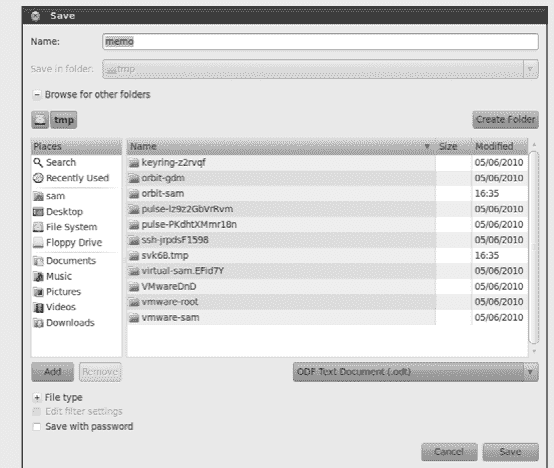 Save
Name: memo
Save in folder: tmp
Browse for other folders
tmp Create Folder
Places Name Size Modified
Search keyring-z2rvqf 05/06/2010
Recently Used orbit-gdm 05/06/2010
orbit-sam 16:35
sam pulse-lz9z2GbVrRvm 05/06/2010
Desktop pulse-PKdhtXMmr18n 05/06/2010
File System ssh-jrpdsF1598 05/06/2010
Floppy Drive svk68.tmp 16:35
Documents virtual-sam.EFid7Y 05/06/2010
Music VMwareDnD 05/06/2010
Pictures vmware-root 05/06/2010
Videos vmware-sam 05/06/2010
Downloads
Add Remove ODF Text Document (.odt)
File type
Edit filter settings
Save with password
Cancel Save